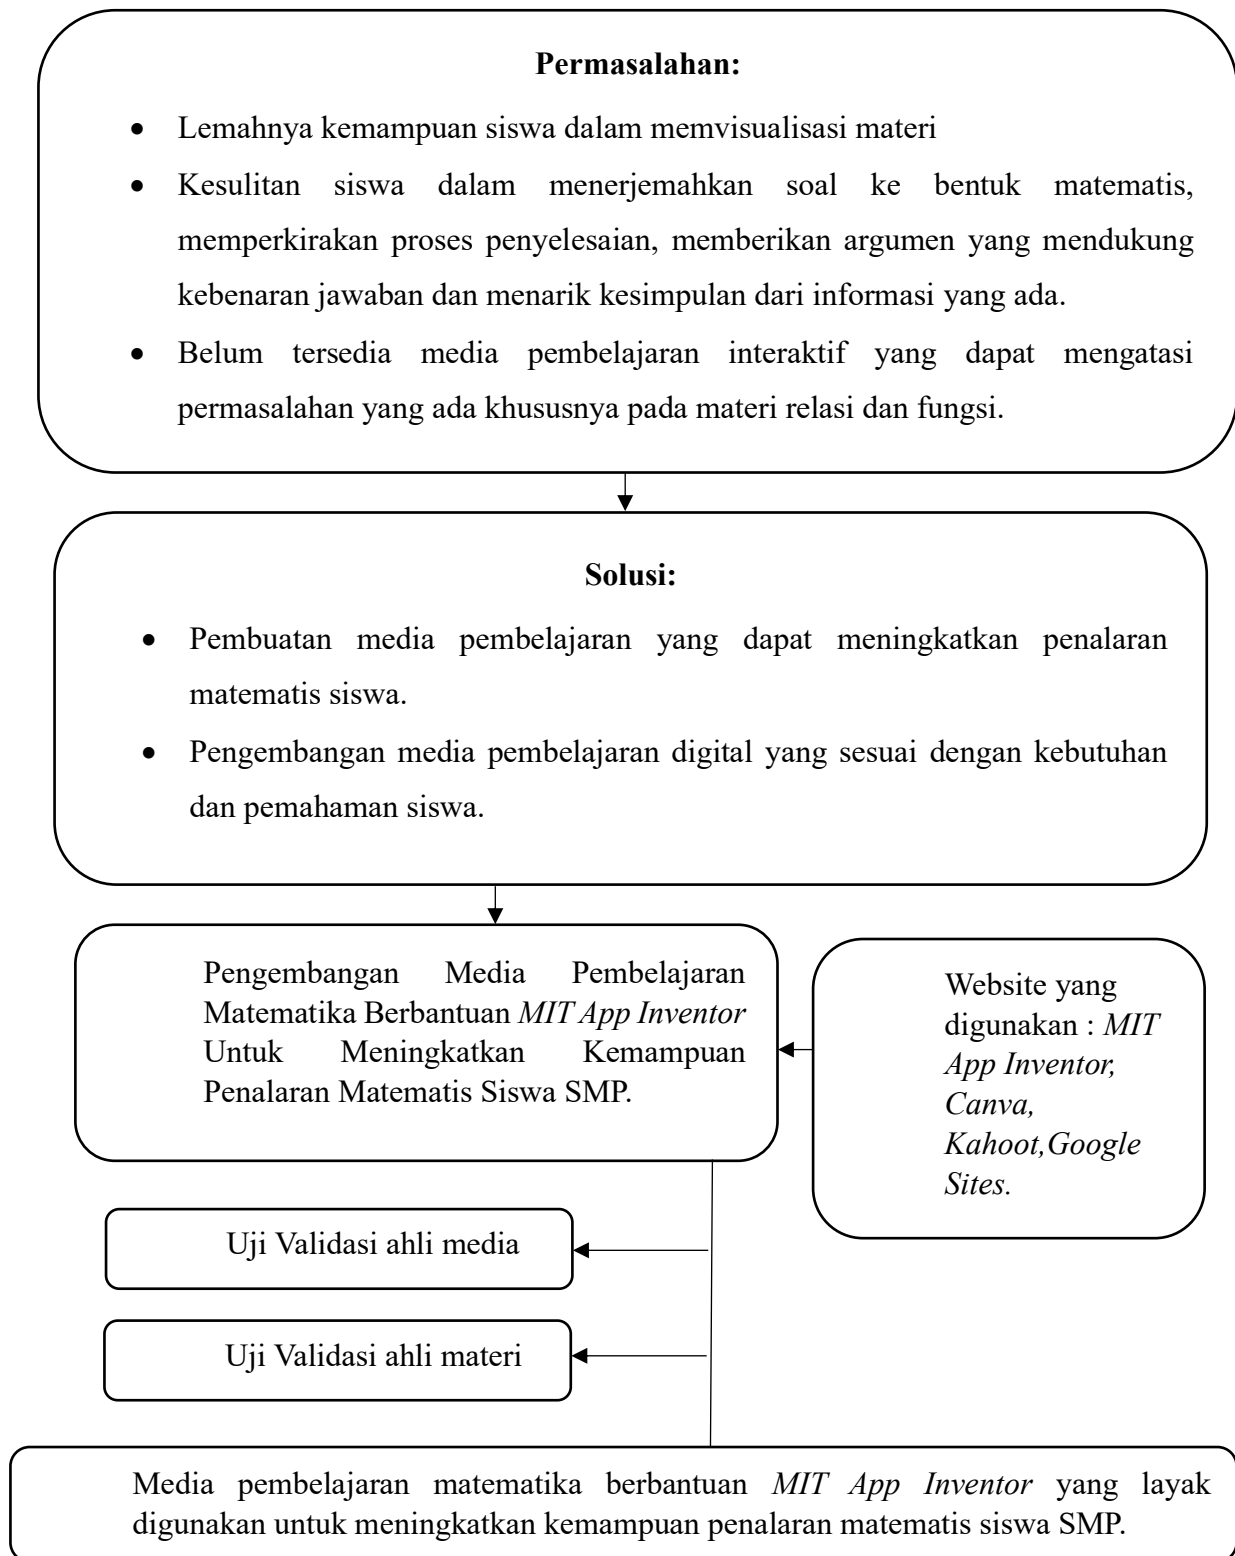 Permasalahan:
• Lemahnya kemampuan siswa dalam memvisualisasi materi
• Kesulitan siswa dalam menerjemahkan soal ke bentuk matematis,
memperkirakan proses penyelesaian, memberikan argumen yang mendukung
kebenaran jawaban dan menarik kesimpulan dari informasi yang ada.
• Belum tersedia media pembelajaran interaktif yang dapat mengatasi
permasalahan yang ada khususnya pada materi relasi dan fungsi.
Solusi:
• Pembuatan media pembelajaran yang dapat meningkatkan penalaran
matematis siswa.
• Pengembangan media pembelajaran digital yang sesuai dengan kebutuhan
dan pemahaman siswa.
Pengembangan Media Pembelajaran
Matematika Berbantuan MIT App Inventor
Untuk Meningkatkan Kemampuan
Penalaran Matematis Siswa SMP.
Website yang
digunakan : MIT
App Inventor,
Canva,
Kahoot,Google
Sites.
Uji Validasi ahli media
Uji Validasi ahli materi
Media pembelajaran matematika berbantuan MIT App Inventor yang layak
digunakan untuk meningkatkan kemampuan penalaran matematis siswa SMP.